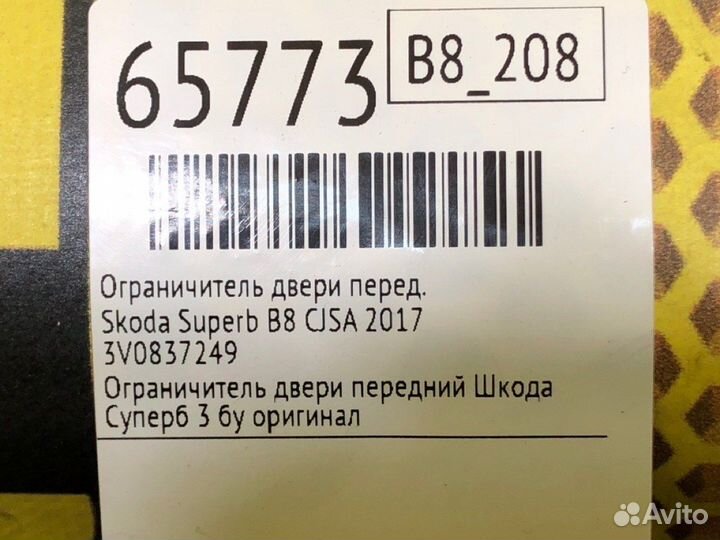 65773
B8_208
Ограничитель двери перед.
Skoda Superb B8 CJSA 2017
3V0837249
Ограничитель двери передний Шкода
Суперб 3 бу оригинал
Avito